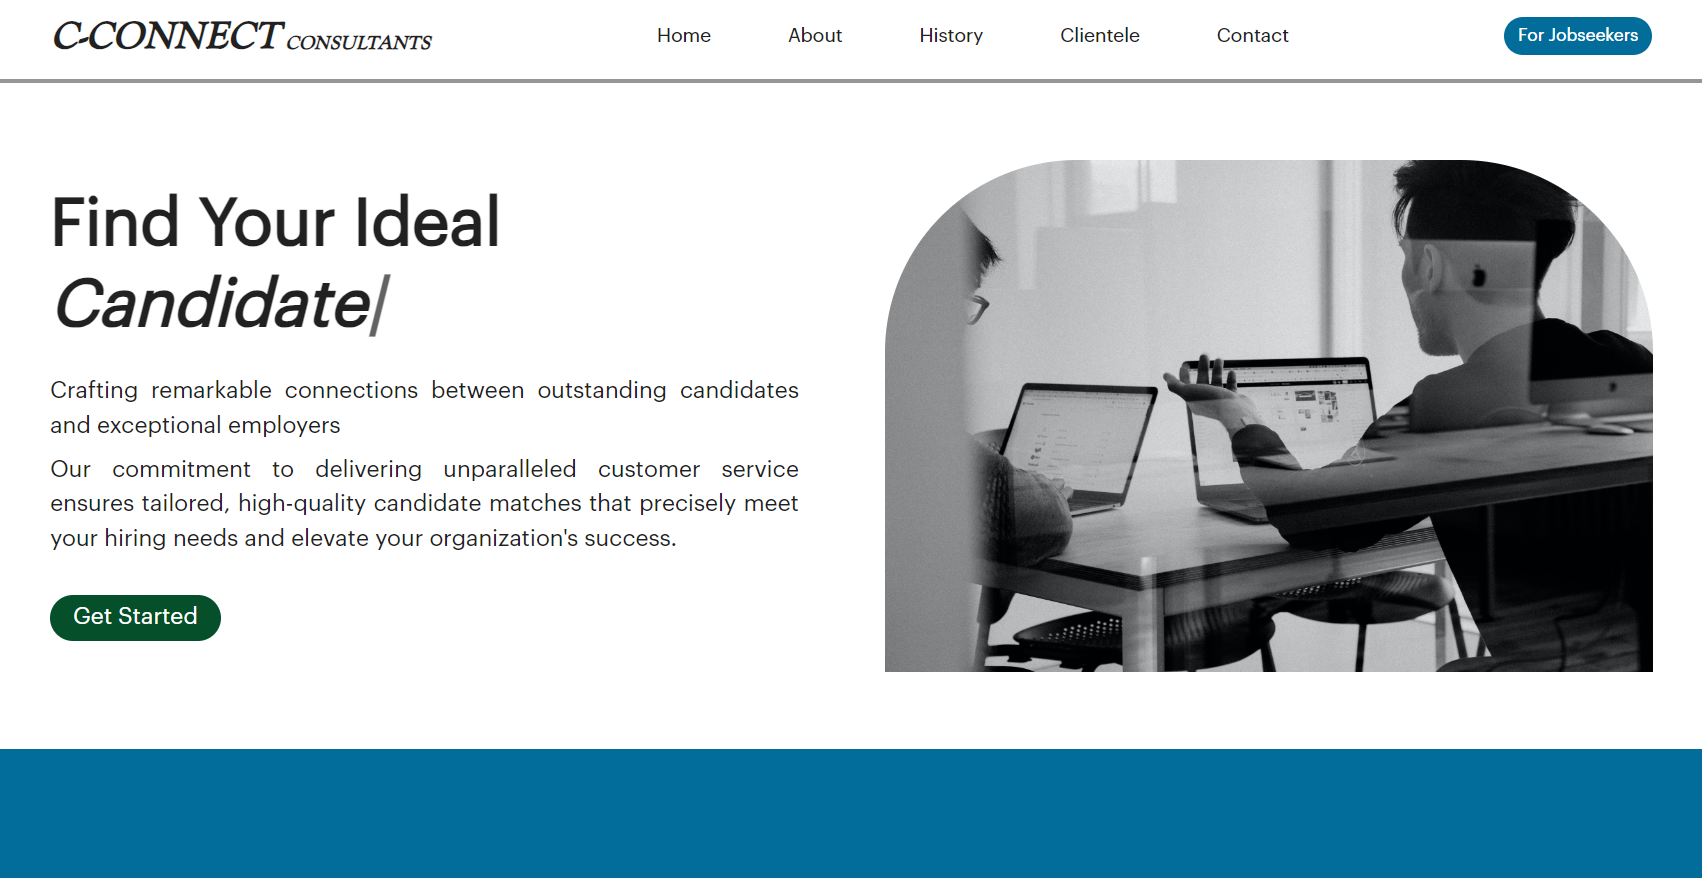 C-CONNECT CONSULTANTS
Home
About
History
Clientele
Contact
For Jobseekers
Find Your Ideal
Candidate|
Crafting remarkable connections between outstanding candidates
and exceptional employers
Our commitment to delivering unparalleled customer service
ensures tailored, high-quality candidate matches that precisely meet
your hiring needs and elevate your organization's success.
Get Started